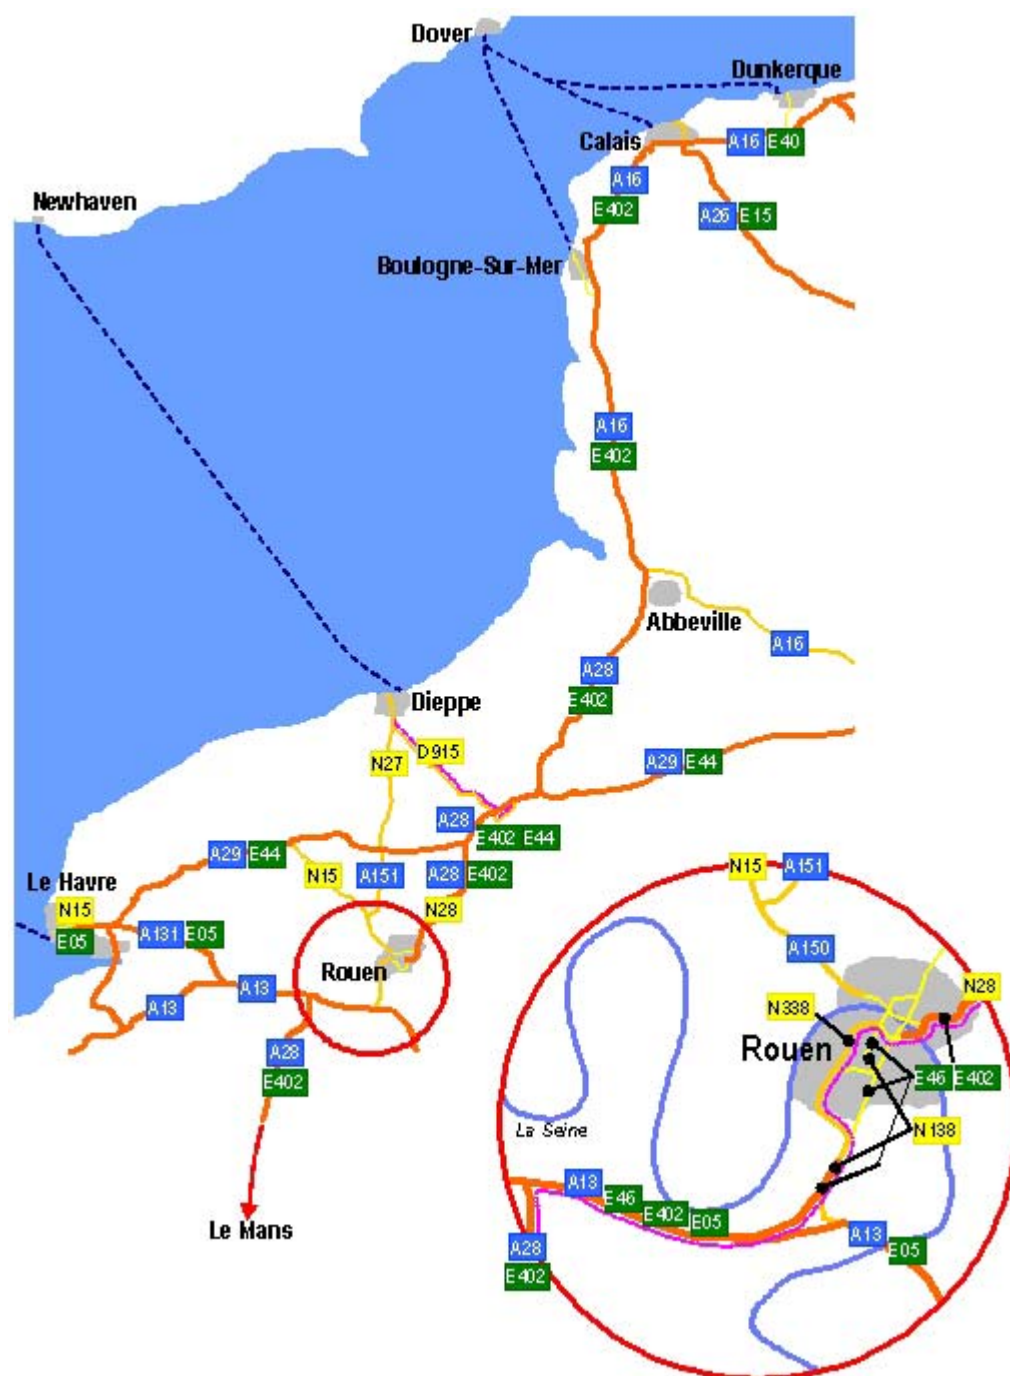 Dover
Dunkerque
Calais
A16 E40
A16
E402
Newhaven
A26 E15
Boulogne-Sur-Mer
A16
E402
Abbeville
A16
A28
E402
Dieppe
D915
N27
A29 E44
A28
E402 E44
A29 E44
N15
A151
A28 E402
Le Havre
N15
E05
A131 E05
N28
Rouen
A13
A13
A28
E402
Le Mans
N15
A151
A150
N28
N338
Rouen
E46 E402
N138
La Seine
A13
E46
E402
E05
A13
E05
A28
E402